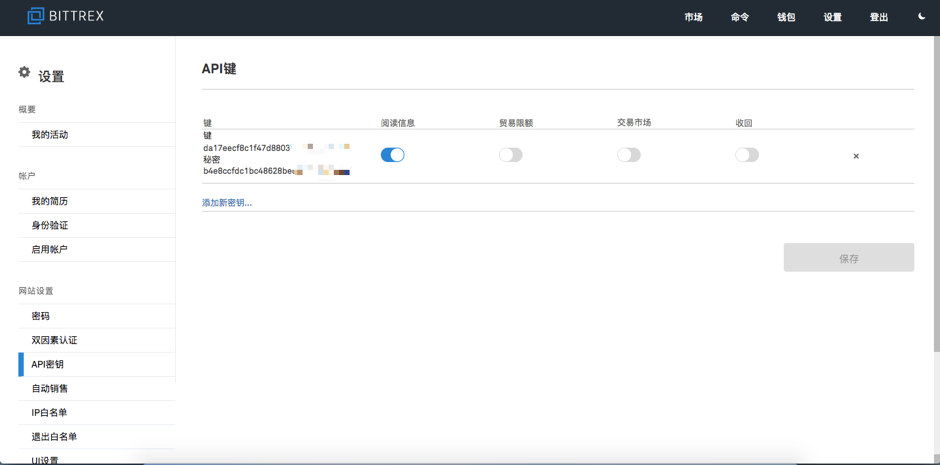 BITTREX
市场 命令 钱包 设置 登出
设置
概要
我的活动
帐户
我的简历
身份验证
启用帐户
网站设置
密码
双因素认证
API密钥
自动销售
IP白名单
退出白名单
UI设置
API键
键 阅读信息 贸易限额 交易市场 收回
键
da17eecf8c1f47d8803
秘密
b4e8ccfdc1bc48628bee
×
添加新密钥...
保存